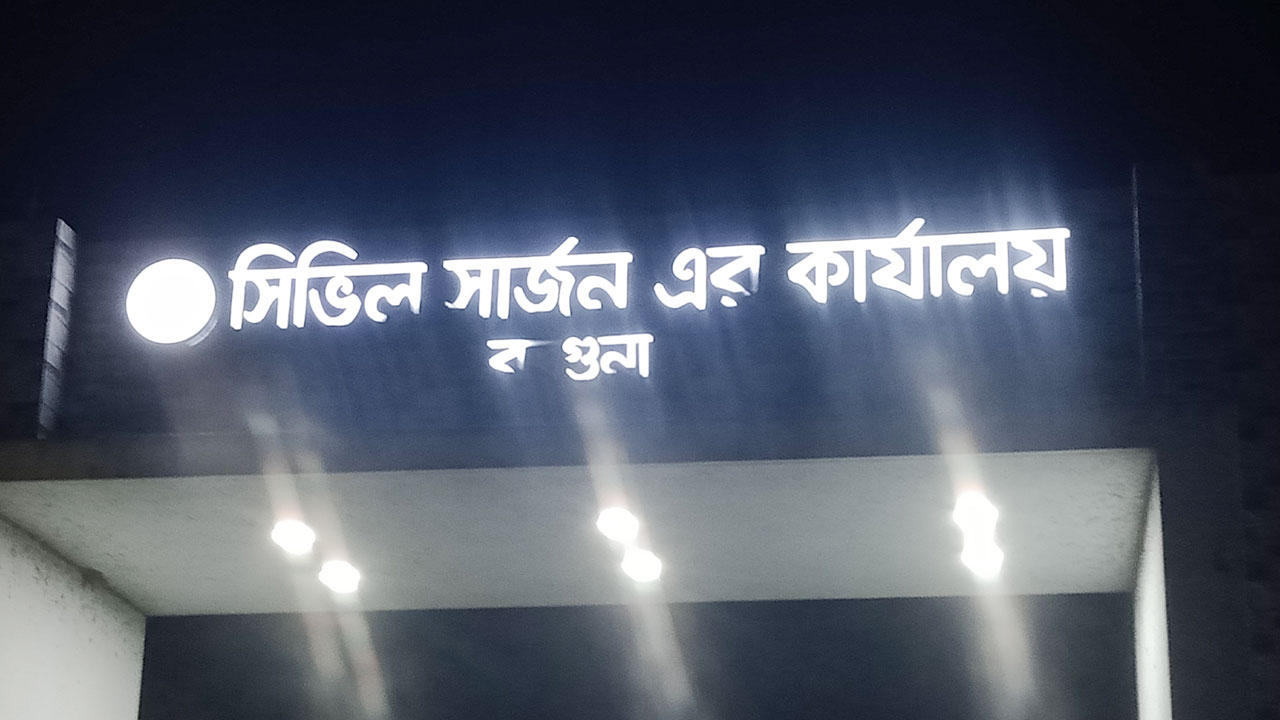 সিভিল সার্জন এর কার্যালয়
ব গুনা